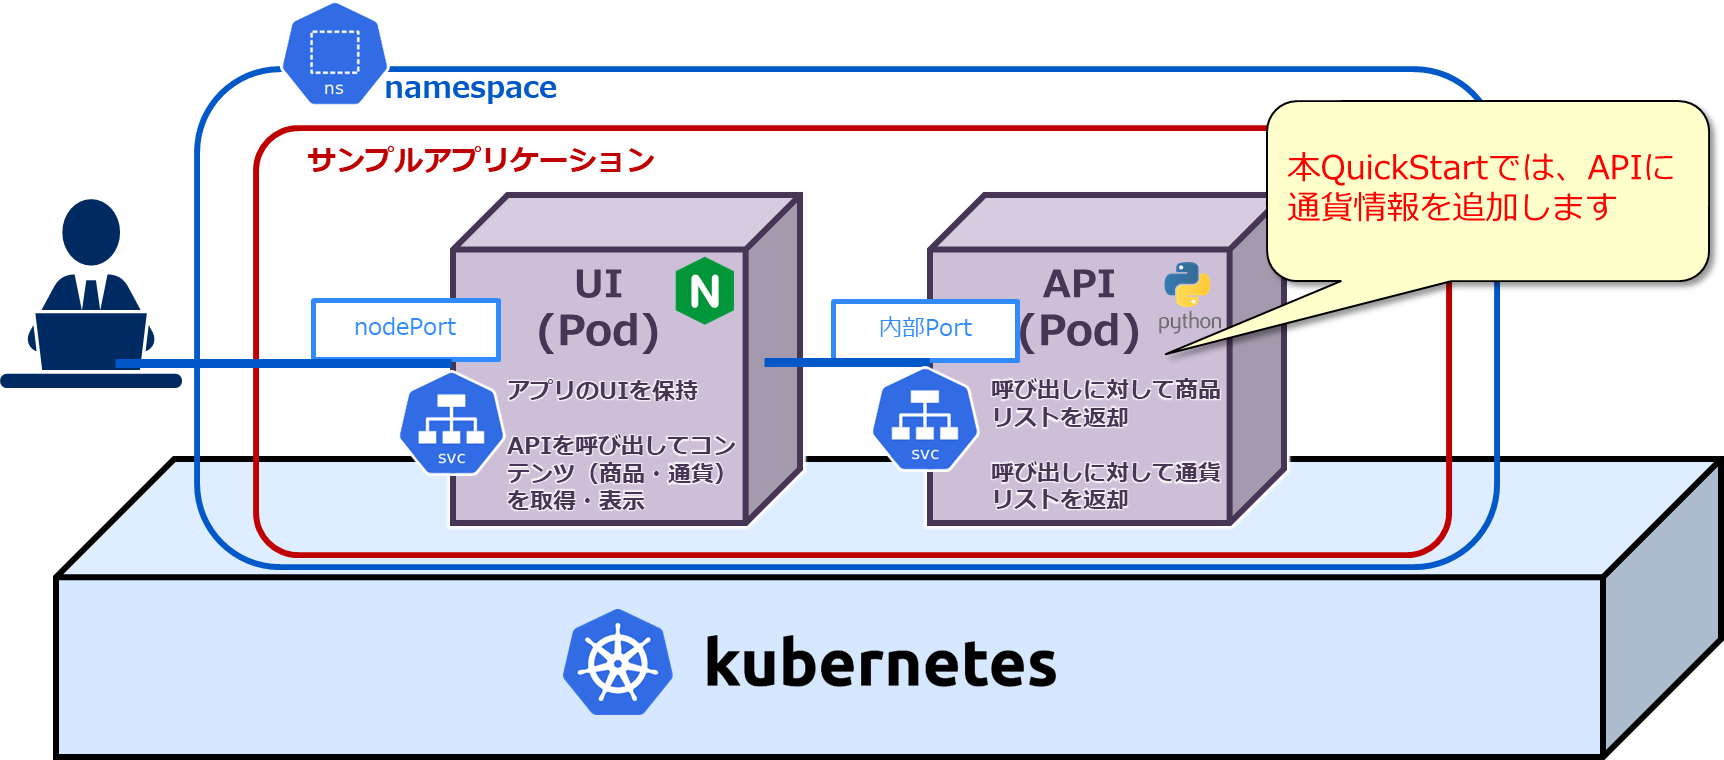 ns
namespace
サンプルアプリケーション
本QuickStartでは、APIに
通貨情報を追加します
UI
(Pod)
N
nodePort
アプリのUIを保持
APIを呼び出してコン
テンツ（商品・通貨）
を取得・表示
svc
API
(Pod)
python
内部Port
呼び出しに対して商品
リストを返却
呼び出しに対して通貨
リストを返却
svc
kubernetes